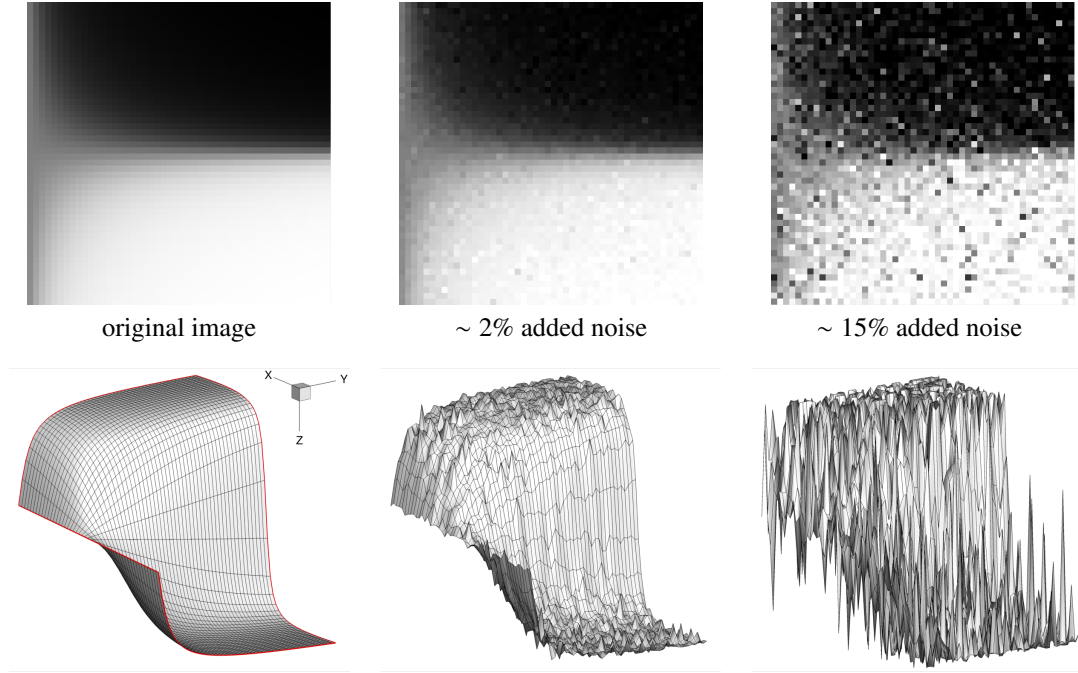 original image
~ 2% added noise
~ 15% added noise
X
Y
Z